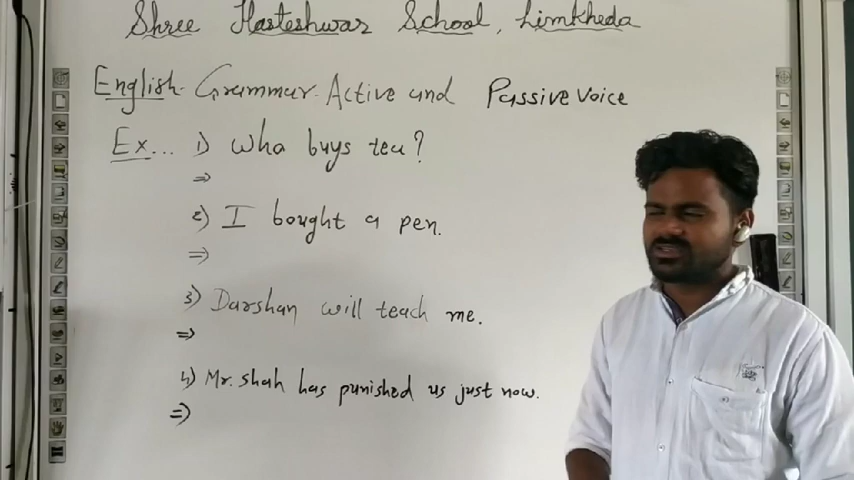 Shree Hasteshwar School, Limkheda
English Grammar. Active and Passive Voice
Ex... 1) Who buys tea?
⇒
2) I bought a pen.
⇒
3) Darshan will teach me.
⇒
4) Mr. Shah has punished us just now.
⇒